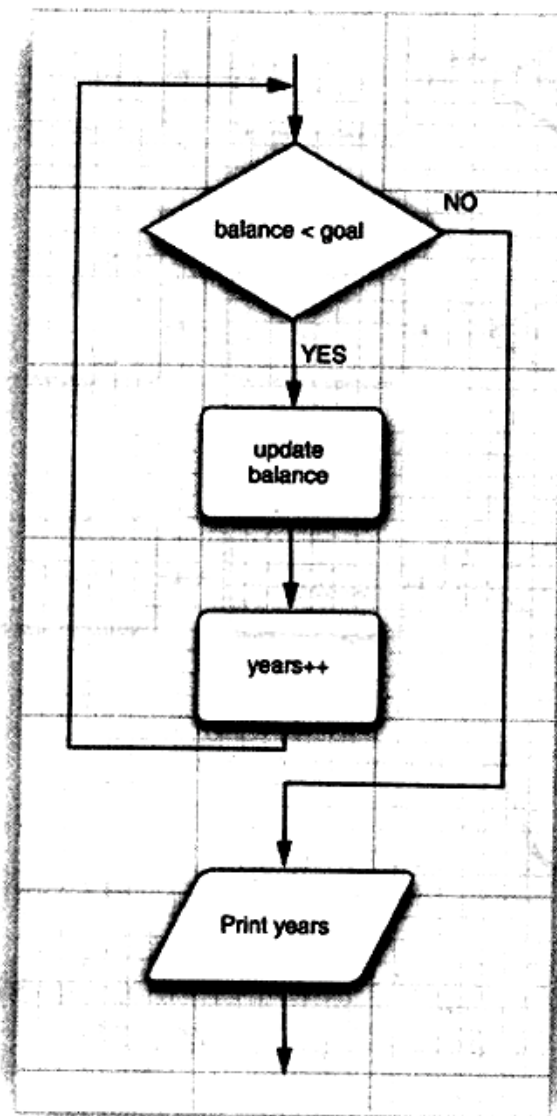 balance < goal
NO
YES
update
balance
years++
Print years